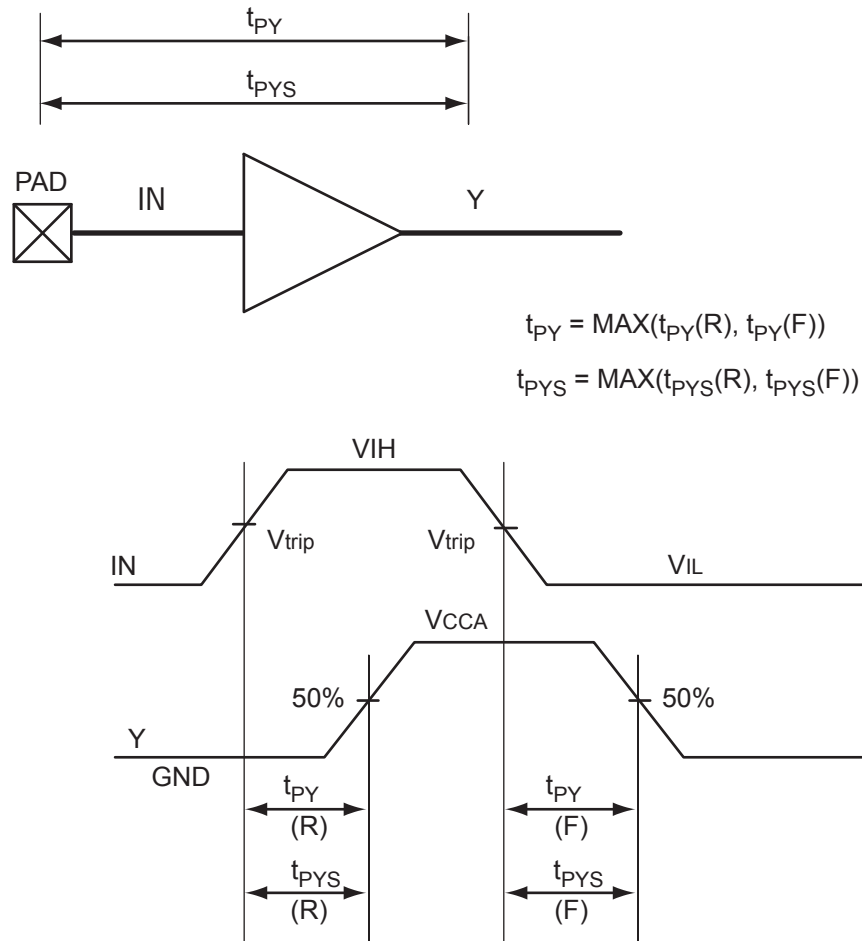 tPY
tPYS
PAD
IN
Y
tPY = MAX(tPY(R), tPY(F))
tPYS = MAX(tPYS(R), tPYS(F))
VIH
Vtrip
Vtrip
IN
VIL
VCCA
50%
50%
Y
GND
tPY
(R)
tPY
(F)
tPYS
(R)
tPYS
(F)